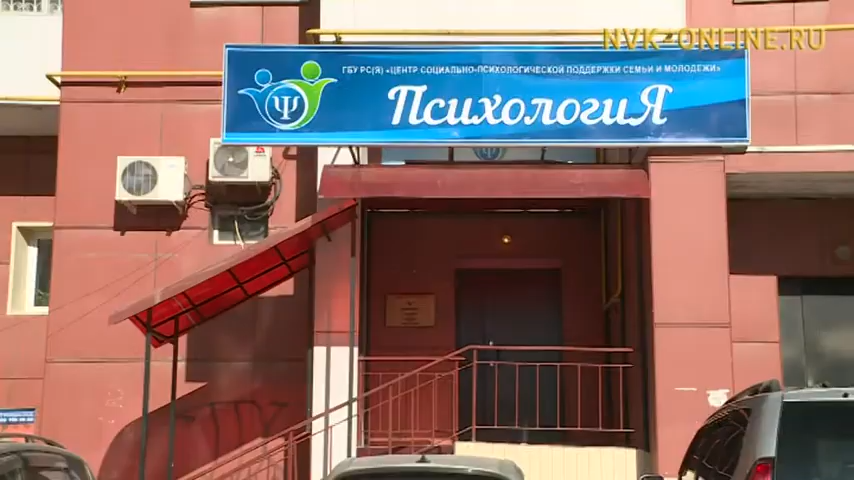 NVK-ONLINE.RU
ГБУ РС(Я) «ЦЕНТР СОЦИАЛЬНО-ПСИХОЛОГИЧЕСКОЙ ПОДДЕРЖКИ СЕМЬИ И МОЛОДЕЖИ»
Ψ ПсихологиЯ